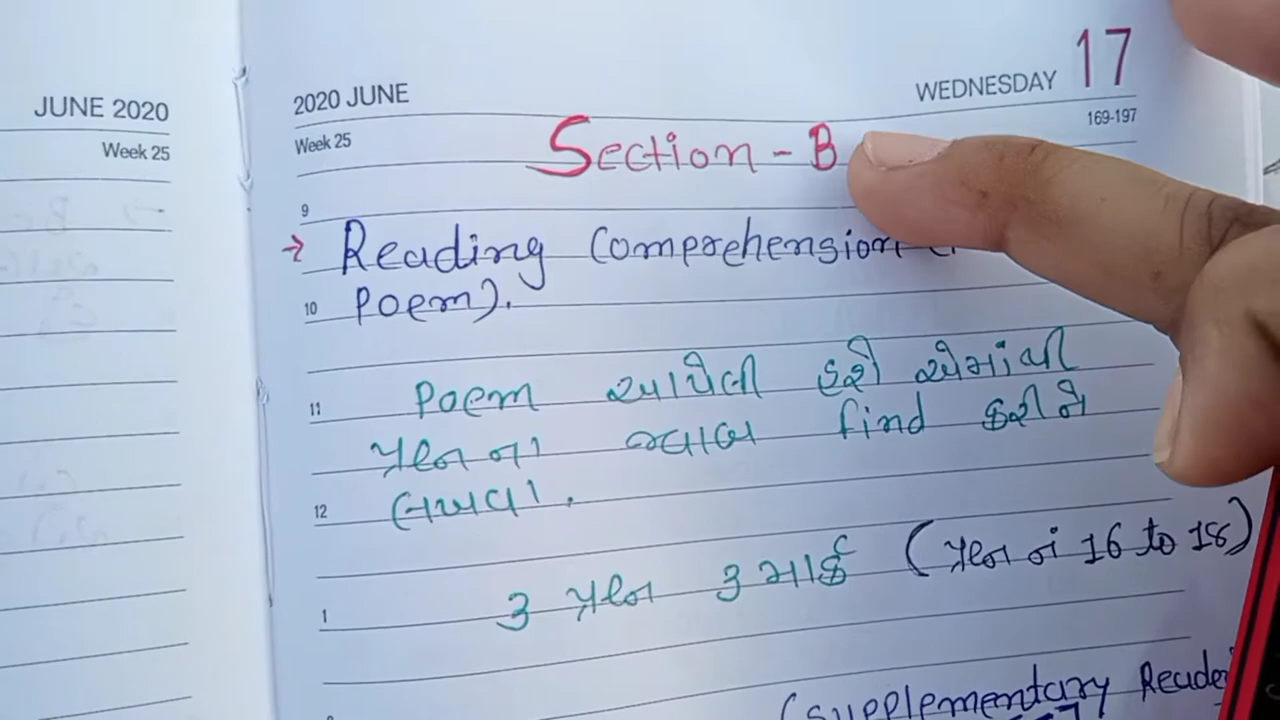 JUNE 2020
Week 25
2020 JUNE
WEDNESDAY 17
Week 25
169-197
Section - B
9
→ Reading Comprehension
10 Poem).
11 Poem આપેલી હશે એમાંથી
પ્રશ્ન ના જવાબ find કરીને
12 લખવા.
3 પ્રશ્ન 3 માર્ક (પ્રશ્ન નં 16 to 18)
1
(Supplementary Reader